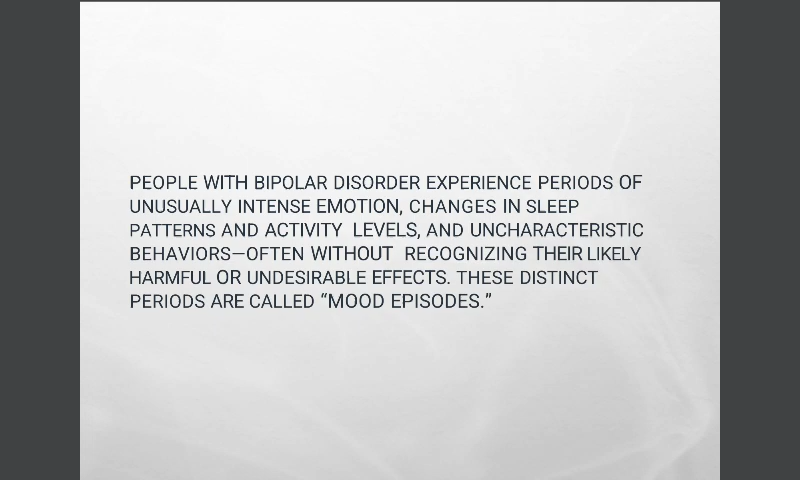 PEOPLE WITH BIPOLAR DISORDER EXPERIENCE PERIODS OF
UNUSUALLY INTENSE EMOTION, CHANGES IN SLEEP
PATTERNS AND ACTIVITY  LEVELS, AND UNCHARACTERISTIC
BEHAVIORS—OFTEN WITHOUT  RECOGNIZING THEIR LIKELY
HARMFUL OR UNDESIRABLE EFFECTS. THESE DISTINCT
PERIODS ARE CALLED “MOOD EPISODES.”